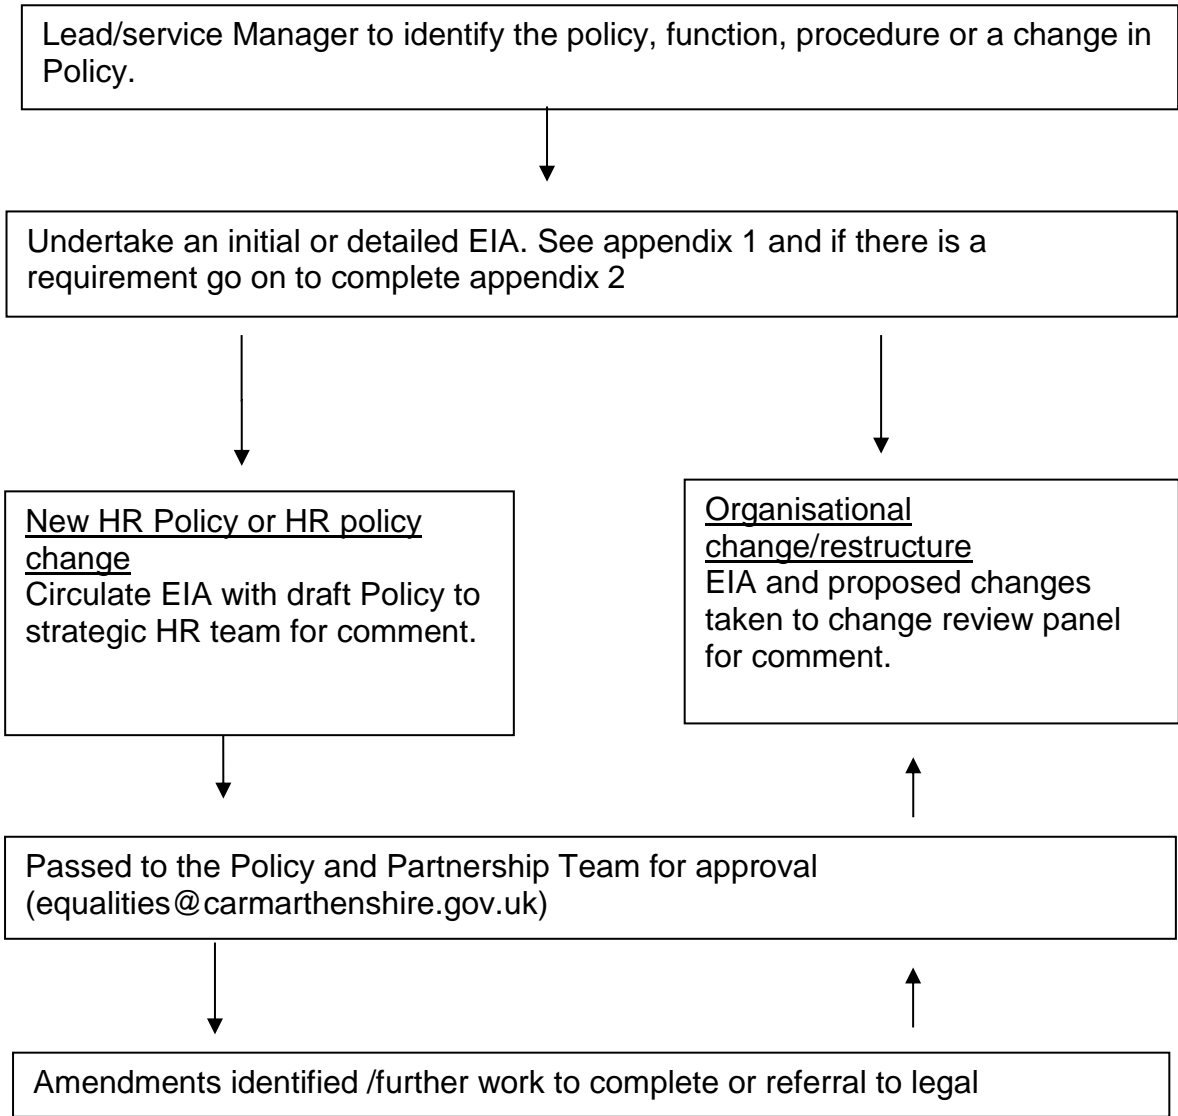 Lead/service Manager to identify the policy, function, procedure or a change in
Policy.
Undertake an initial or detailed EIA. See appendix 1 and if there is a
requirement go on to complete appendix 2
New HR Policy or HR policy
change
Circulate EIA with draft Policy to
strategic HR team for comment.
Organisational
change/restructure
EIA and proposed changes
taken to change review panel
for comment.
Passed to the Policy and Partnership Team for approval
(equalities@carmarthenshire.gov.uk)
Amendments identified /further work to complete or referral to legal